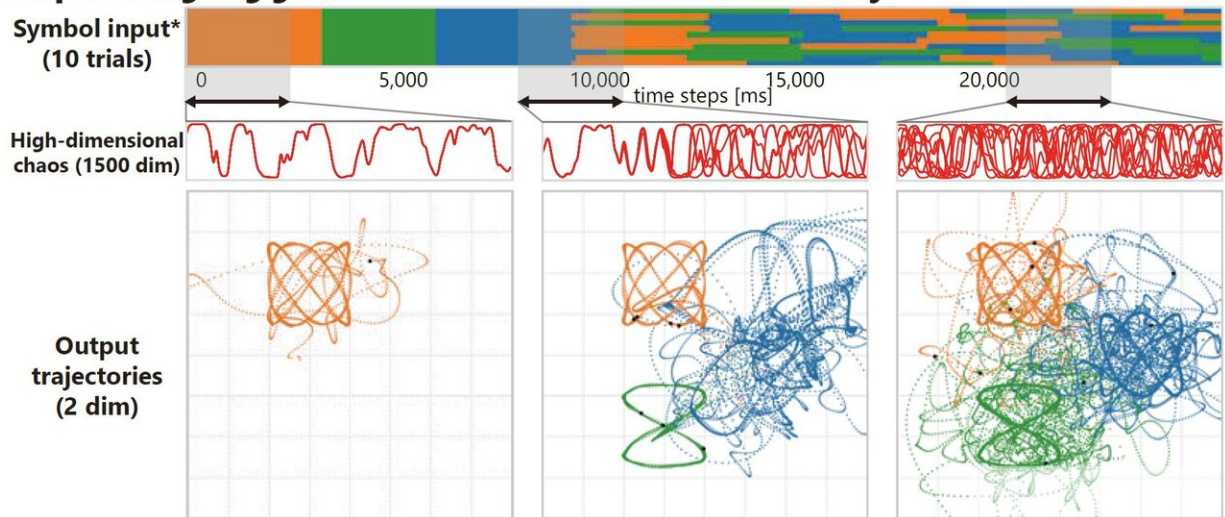 Symbol input*
(10 trials)
0 5,000 10,000 15,000 20,000
time steps [ms]
High-dimensional
chaos (1500 dim)
Output
trajectories
(2 dim)